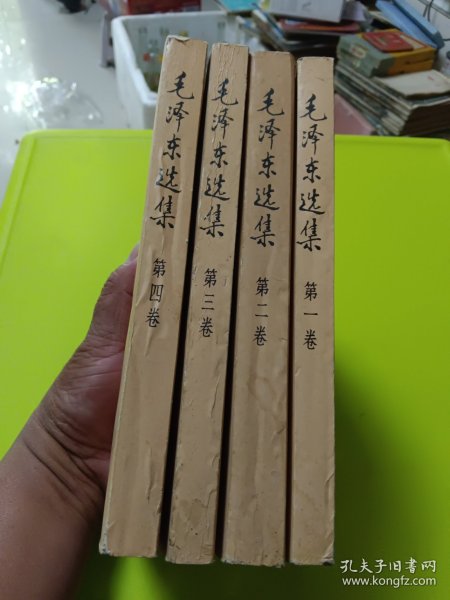 毛泽东选集
第四卷
毛泽东选集
第三卷
毛泽东选集
第二卷
毛泽东选集
第一卷
孔夫子旧书网
www.kongfz.com